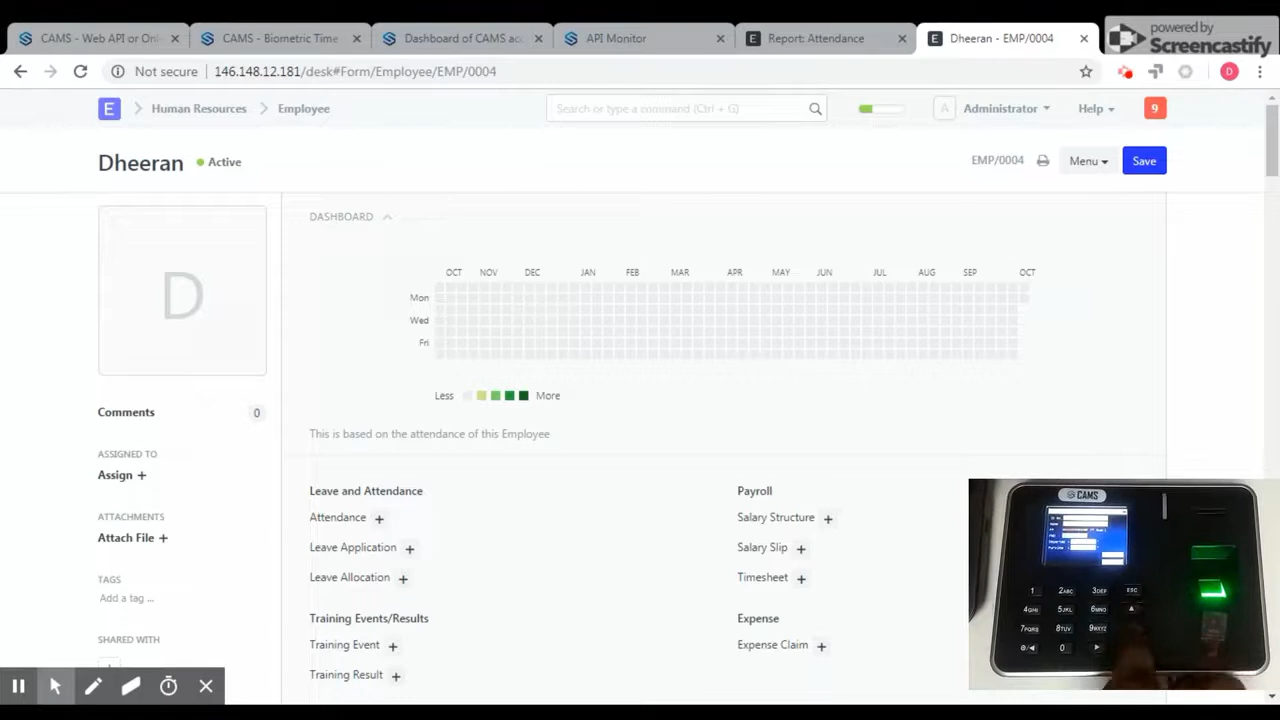 CAMS - Web API or Onl
CAMS - Biometric Time
Dashboard of CAMS acc
API Monitor
Report: Attendance
Dheeran - EMP/0004
powered by
Screencastify
Not secure
146.148.12.181/desk#Form/Employee/EMP/0004
D
E
Human Resources
Employee
Search or type a command (Ctrl + G)
A
Administrator
Help
9
Dheeran
Active
EMP/0004
Menu
Save
D
DASHBOARD
OCT NOV DEC JAN FEB MAR APR MAY JUN JUL AUG SEP OCT
Mon
Wed
Fri
Less
More
Comments
0
This is based on the attendance of this Employee
ASSIGNED TO
Assign +
Leave and Attendance
Payroll
ATTACHMENTS
Attendance +
Salary Structure +
Attach File +
Leave Application +
Salary Slip +
TAGS
Leave Allocation +
Timesheet +
Add a tag ...
Training Events/Results
Expense
SHARED WITH
Training Event +
Expense Claim +
Training Result +
CAMS
1 2ABC 3DEF ESC
4GHI 5JKL 6MNO
7PQRS 8TUV 9WXYZ
0